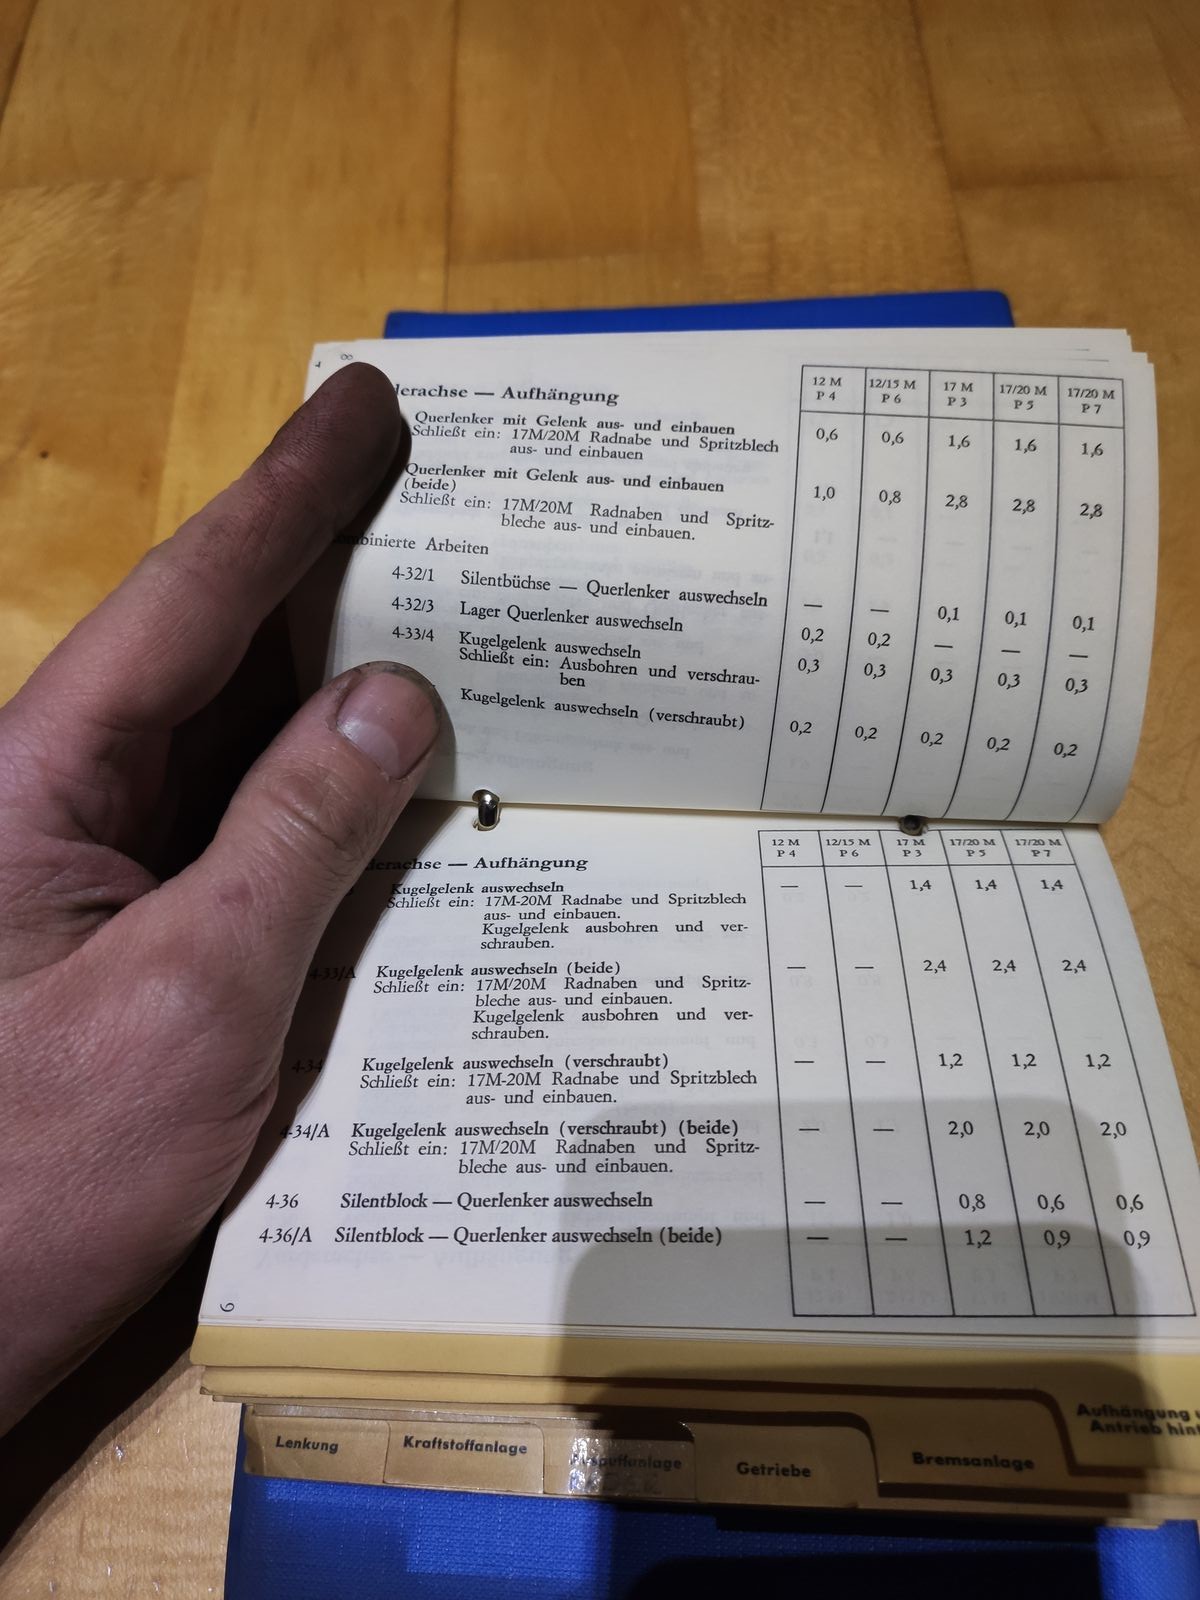 8
derachse — Aufhängung
12 M P 4 12/15 M P 6 17 M P 3 17/20 M P 5 17/20 M P 7
Querlenker mit Gelenk aus- und einbauen 0,6 0,6 1,6 1,6 1,6
Schließt ein: 17M/20M Radnabe und Spritzblech
aus- und einbauen
Querlenker mit Gelenk aus- und einbauen
(beide) 1,0 0,8 2,8 2,8 2,8
Schließt ein: 17M/20M Radnaben und Spritz-
bleche aus- und einbauen.
ombinierte Arbeiten
4-32/1 Silentbüchse — Querlenker auswechseln — — 0,1 0,1 0,1
4-32/3 Lager Querlenker auswechseln 0,2 0,2 — — —
4-33/4 Kugelgelenk auswechseln 0,3 0,3 0,3 0,3 0,3
Schließt ein: Ausbohren und verschrau-
ben
Kugelgelenk auswechseln (verschraubt) 0,2 0,2 0,2 0,2 0,2
derachse — Aufhängung
12 M P 4 12/15 M P 6 17 M P 3 17/20 M P 5 17/20 M P 7
Kugelgelenk auswechseln — — 1,4 1,4 1,4
Schließt ein: 17M-20M Radnabe und Spritzblech
aus- und einbauen.
Kugelgelenk ausbohren und ver-
schrauben.
4-33/A Kugelgelenk auswechseln (beide) — — 2,4 2,4 2,4
Schließt ein: 17M/20M Radnaben und Spritz-
bleche aus- und einbauen.
Kugelgelenk ausbohren und ver-
schrauben.
4-34 Kugelgelenk auswechseln (verschraubt) — — 1,2 1,2 1,2
Schließt ein: 17M-20M Radnabe und Spritzblech
aus- und einbauen.
4-34/A Kugelgelenk auswechseln (verschraubt) (beide) — — 2,0 2,0 2,0
Schließt ein: 17M/20M Radnaben und Spritz-
bleche aus- und einbauen.
4-36 Silentblock — Querlenker auswechseln — — 0,8 0,6 0,6
4-36/A Silentblock — Querlenker auswechseln (beide) — — 1,2 0,9 0,9
9
Lenkung
Kraftstoffanlage
Getriebe
Bremsanlage
Aufhängung u
Antrieb hint